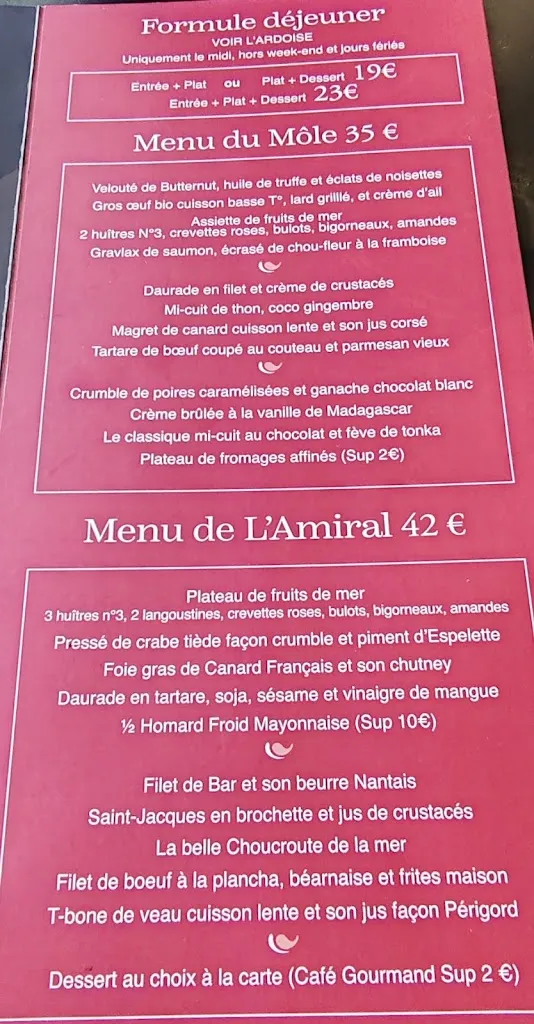 Formule déjeuner
VOIR L'ARDOISE
Uniquement le midi, hors week-end et jours fériés
Entrée + Plat ou Plat + Dessert 19€
Entrée + Plat + Dessert 23€
Menu du Môle 35 €
Velouté de Butternut, huile de truffe et éclats de noisettes
Gros œuf bio cuisson basse T°, lard grillé, et crème d'ail
Assiette de fruits de mer
2 huîtres N°3, crevettes roses, bulots, bigorneaux, amandes
Gravlax de saumon, écrasé de chou-fleur à la framboise
Daurade en filet et crème de crustacés
Mi-cuit de thon, coco gingembre
Magret de canard cuisson lente et son jus corsé
Tartare de bœuf coupé au couteau et parmesan vieux
Crumble de poires caramélisées et ganache chocolat blanc
Crème brûlée à la vanille de Madagascar
Le classique mi-cuit au chocolat et fève de tonka
Plateau de fromages affinés (Sup 2€)
Menu de L'Amiral 42 €
Plateau de fruits de mer
3 huîtres n°3, 2 langoustines, crevettes roses, bulots, bigorneaux, amandes
Pressé de crabe tiède façon crumble et piment d'Espelette
Foie gras de Canard Français et son chutney
Daurade en tartare, soja, sésame et vinaigre de mangue
½ Homard Froid Mayonnaise (Sup 10€)
Filet de Bar et son beurre Nantais
Saint-Jacques en brochette et jus de crustacés
La belle Choucroute de la mer
Filet de boeuf à la plancha, béarnaise et frites maison
T-bone de veau cuisson lente et son jus façon Périgord
Dessert au choix à la carte (Café Gourmand Sup 2 €)